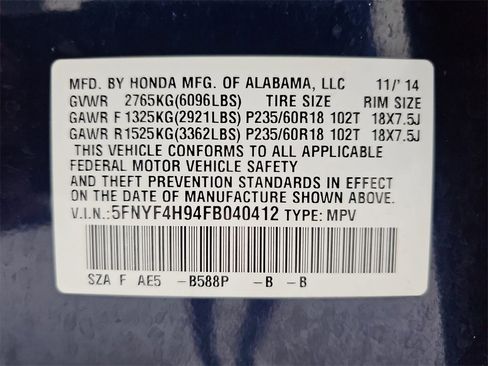 MFD. BY HONDA MFG. OF ALABAMA, LLC 11/'14
GVWR 2765KG(6096LBS) TIRE SIZE RIM SIZE
GAWR F 1325KG(2921LBS) P235/60R18 102T 18X7.5J
GAWR R1525KG(3362LBS) P235/60R18 102T 18X7.5J
THIS VEHICLE CONFORMS TO ALL APPLICABLE
FEDERAL MOTOR VEHICLE SAFETY
AND THEFT PREVENTION STANDARDS IN EFFECT
ON THE DATE OF MANUFACTURE SHOWN ABOVE.
V.I.N.:5FNYF4H94FB040412 TYPE: MPV
SZA F AE5 -B588P -B -B